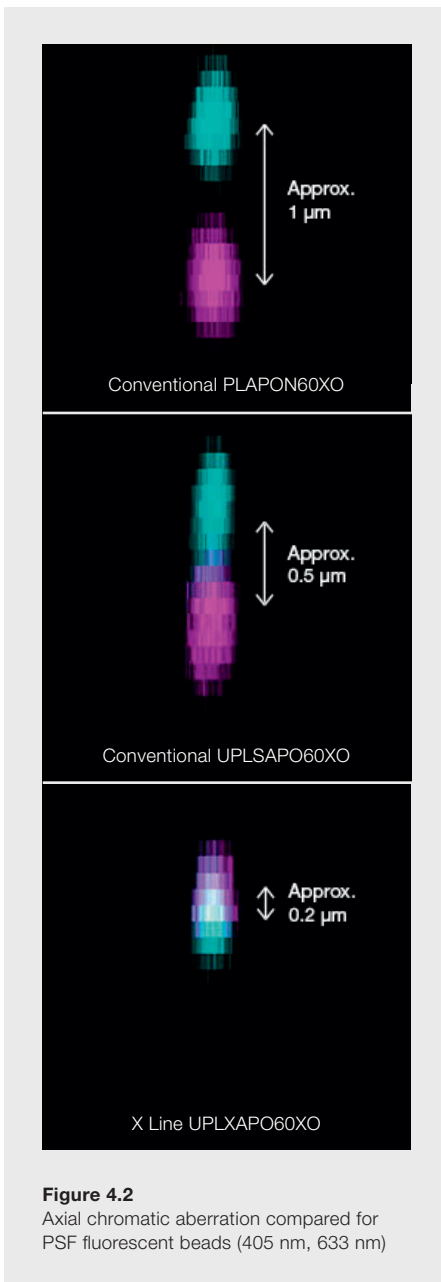 Approx.
1 µm
Conventional PLAPON60XO
Approx.
0.5 µm
Conventional UPLSAPO60XO
Approx.
0.2 µm
X Line UPLXAPO60XO
Figure 4.2
Axial chromatic aberration compared for
PSF fluorescent beads (405 nm, 633 nm)